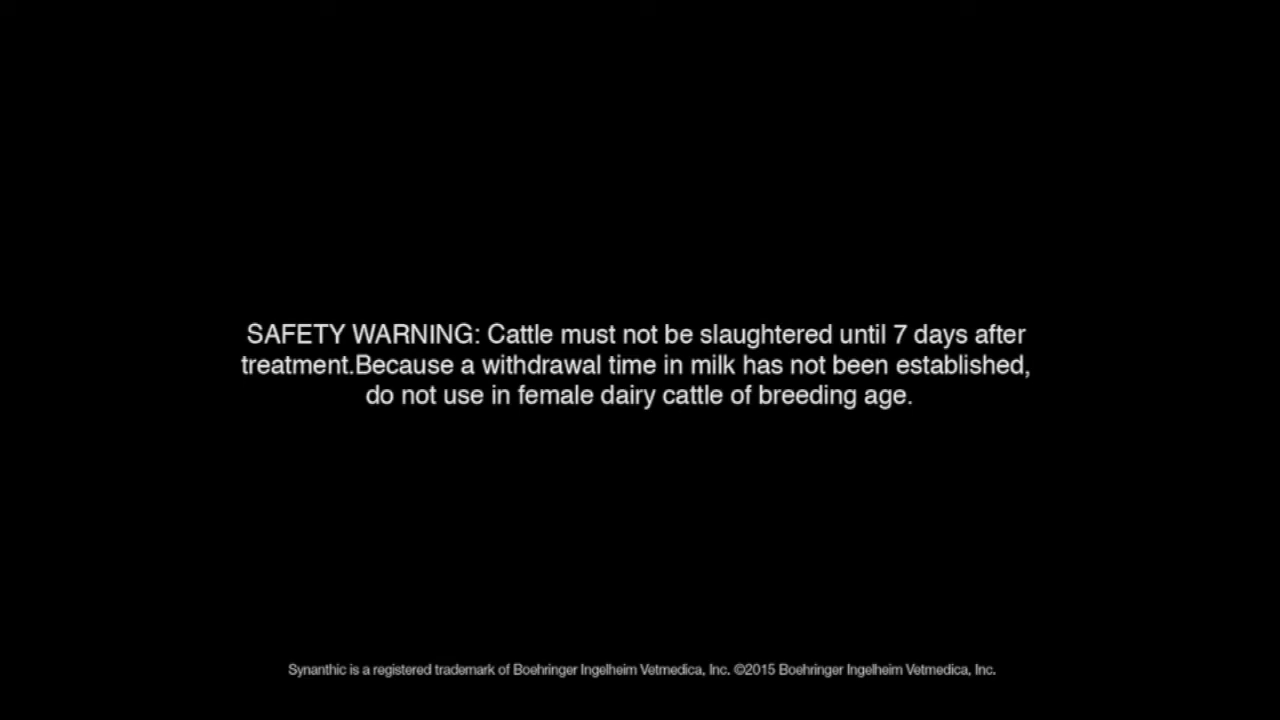 SAFETY WARNING: Cattle must not be slaughtered until 7 days after
treatment.Because a withdrawal time in milk has not been established,
do not use in female dairy cattle of breeding age.
Synanthic is a registered trademark of Boehringer Ingelheim Vetmedica, Inc. ©2015 Boehringer Ingelheim Vetmedica, Inc.